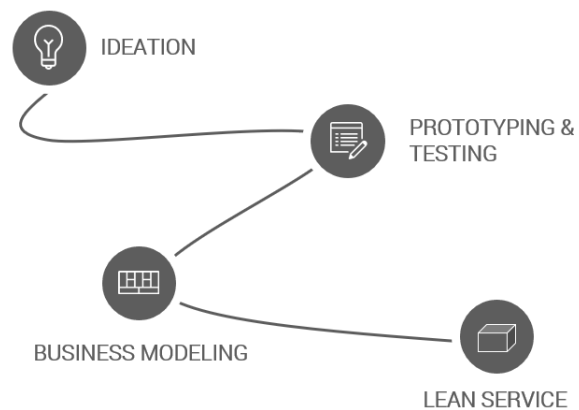 IDEATION
PROTOTYPING &
TESTING
BUSINESS MODELING
LEAN SERVICE